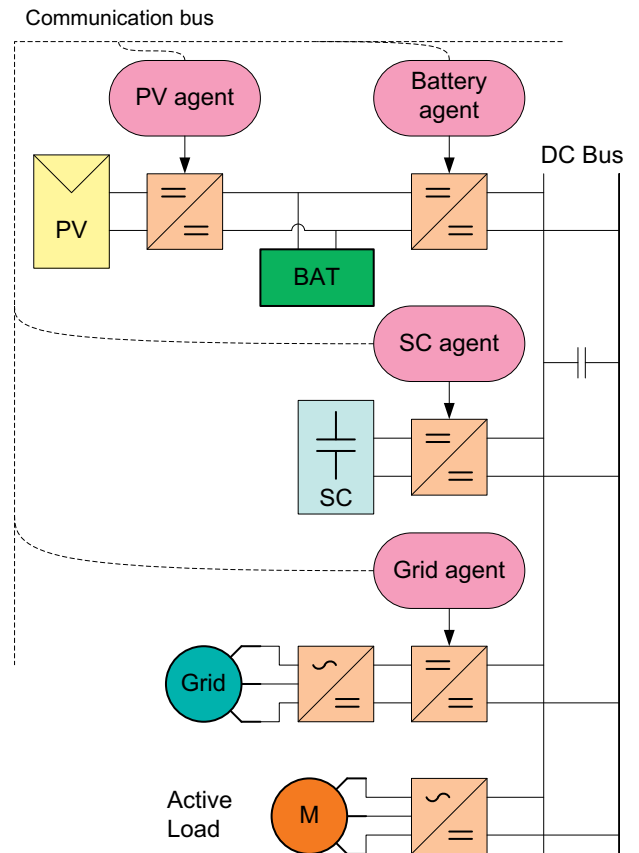 Communication bus
PV agent
Battery
agent
DC Bus
PV
BAT
SC agent
SC
Grid agent
Grid
Active
Load
M